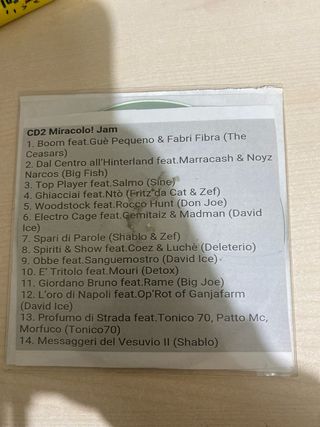 CD2 Miracolo! Jam
1. Boom feat.Guè Pequeno & Fabri Fibra (The
Ceasars)
2. Dal Centro all'Hinterland feat.Marracash & Noyz
Narcos (Big Fish)
3. Top Player feat.Salmo (Sine)
4. Ghiacciai feat.Ntò (Fritz da Cat & Zef)
5. Woodstock feat.Rocco Hunt (Don Joe)
6. Electro Cage feat.Gemitaiz & Madman (David
Ice)
7. Spari di Parole (Shablo & Zef)
8. Spiriti & Show feat.Coez & Luchè (Deleterio)
9. Obbe feat.Sanguemostro (David Ice)
10. E' Tritolo feat.Mouri (Detox)
11. Giordano Bruno feat.Rame (Big Joe)
12. L'oro di Napoli feat.Op'Rot of Ganjafarm
(David Ice)
13. Profumo di Strada feat.Tonico 70, Patto Mc,
Morfuco (Tonico70)
14. Messaggeri del Vesuvio II (Shablo)